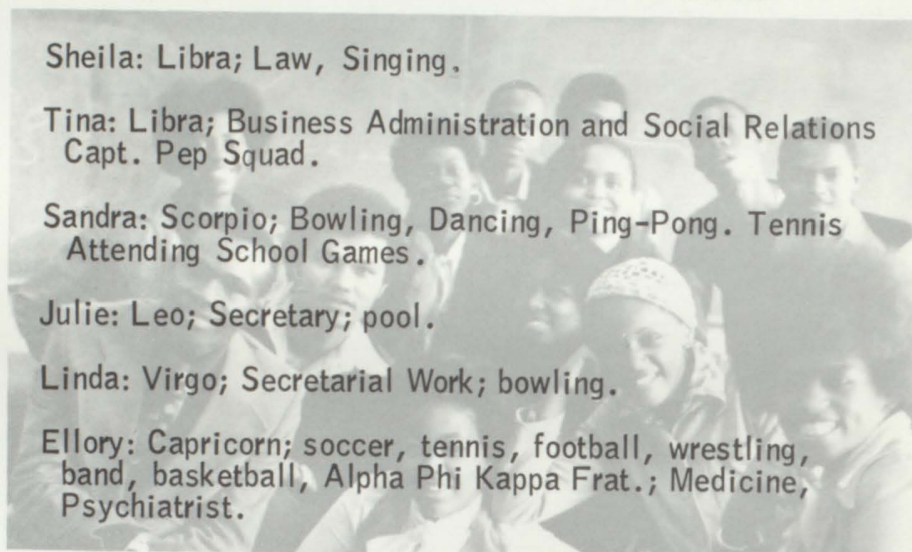 Sheila: Libra; Law, Singing.
Tina: Libra; Business Administration and Social Relations
Capt. Pep Squad.
Sandra: Scorpio; Bowling, Dancing, Ping-Pong. Tennis
Attending School Games.
Julie: Leo; Secretary; pool.
Linda: Virgo; Secretarial Work; bowling.
Ellory: Capricorn; soccer, tennis, football, wrestling,
band, basketball, Alpha Phi Kappa Frat.; Medicine,
Psychiatrist.